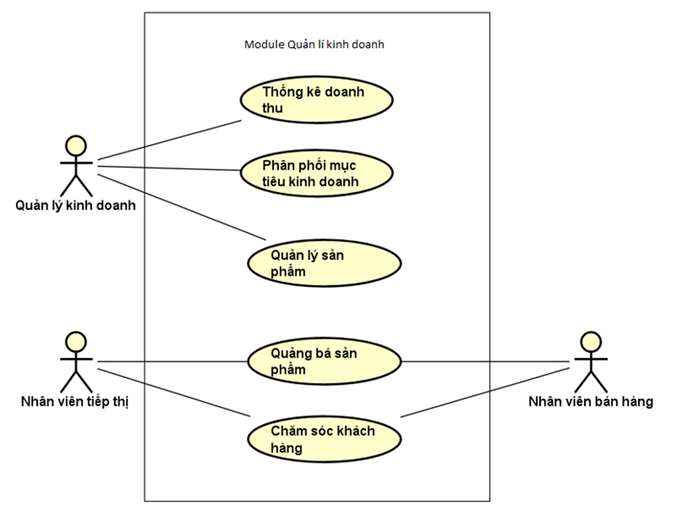 Module Quản lí kinh doanh
Thống kê doanh
thu
Phân phối mục
tiêu kinh doanh
Quản lý kinh doanh
Quản lý sản
phẩm
Quảng bá sản
phẩm
Nhân viên tiếp thị
Nhân viên bán hàng
Chăm sóc khách
hàng